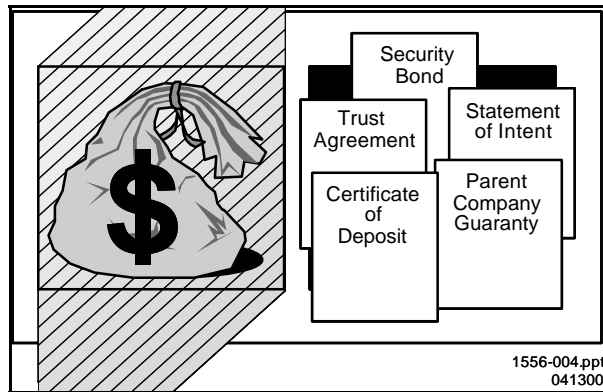 Security
Bond
Trust
Agreement
Statement
of Intent
Certificate
of
Deposit
Parent
Company
Guaranty
$
1556-004.ppt
041300